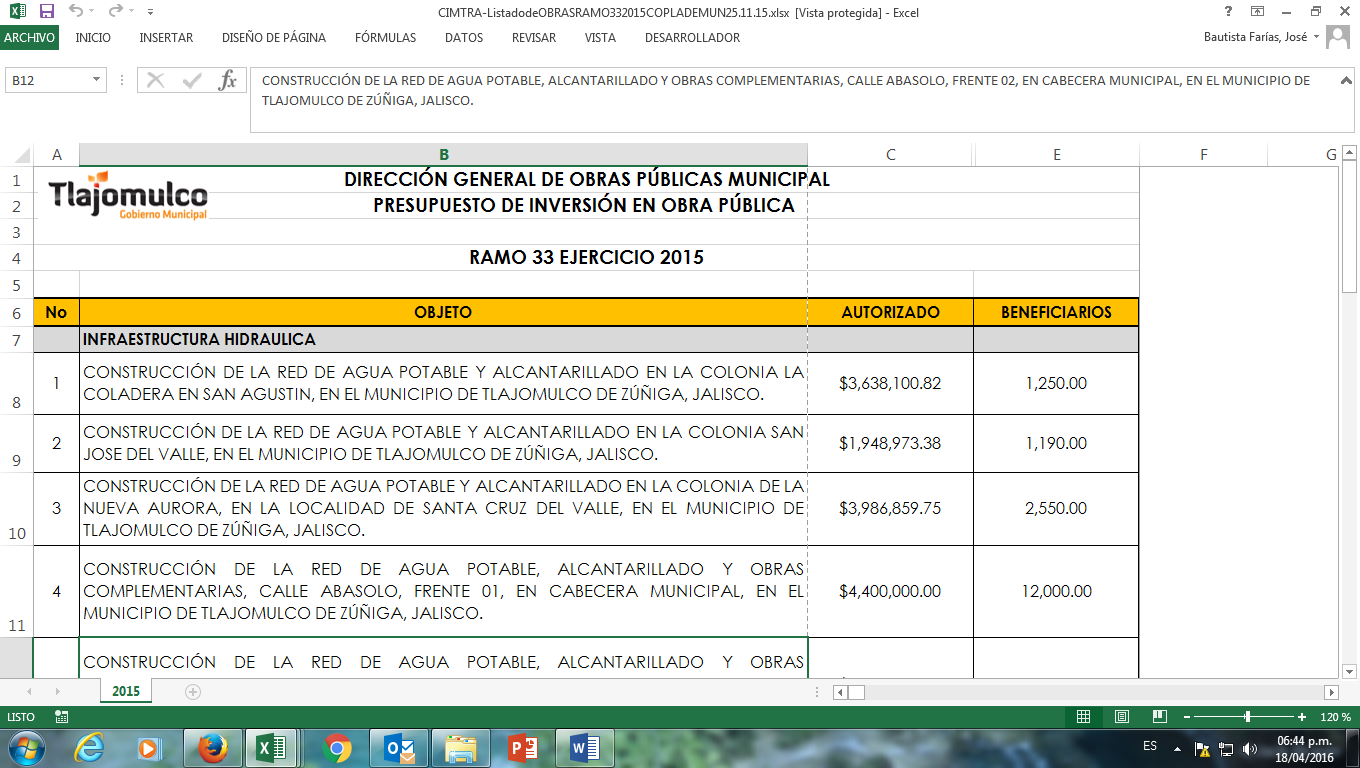 CIMTRA-ListadodeOBRASRAMO332015COPLADEMUN25.11.15.xlsx [Vista protegida] - Excel
ARCHIVO INICIO INSERTAR DISEÑO DE PÁGINA FÓRMULAS DATOS REVISAR VISTA DESARROLLADOR Bautista Farías, José
B12 fx CONSTRUCCIÓN DE LA RED DE AGUA POTABLE, ALCANTARILLADO Y OBRAS COMPLEMENTARIAS, CALLE ABASOLO, FRENTE 02, EN CABECERA MUNICIPAL, EN EL MUNICIPIO DE
TLAJOMULCO DE ZÚÑIGA, JALISCO.
A B C E F G
1 DIRECCIÓN GENERAL DE OBRAS PÚBLICAS MUNICIPAL
Tlajomulco
Gobierno Municipal
2 PRESUPUESTO DE INVERSIÓN EN OBRA PÚBLICA
3
4 RAMO 33 EJERCICIO 2015
5
6 No OBJETO AUTORIZADO BENEFICIARIOS
7 INFRAESTRUCTURA HIDRAULICA
8 1 CONSTRUCCIÓN DE LA RED DE AGUA POTABLE Y ALCANTARILLADO EN LA COLONIA LA
COLADERA EN SAN AGUSTIN, EN EL MUNICIPIO DE TLAJOMULCO DE ZÚÑIGA, JALISCO. $3,638,100.82 1,250.00
9 2 CONSTRUCCIÓN DE LA RED DE AGUA POTABLE Y ALCANTARILLADO EN LA COLONIA SAN
JOSE DEL VALLE, EN EL MUNICIPIO DE TLAJOMULCO DE ZÚÑIGA, JALISCO. $1,948,973.38 1,190.00
10 3 CONSTRUCCIÓN DE LA RED DE AGUA POTABLE Y ALCANTARILLADO EN LA COLONIA DE LA
NUEVA AURORA, EN LA LOCALIDAD DE SANTA CRUZ DEL VALLE, EN EL MUNICIPIO DE
TLAJOMULCO DE ZÚÑIGA, JALISCO. $3,986,859.75 2,550.00
11 4 CONSTRUCCIÓN DE LA RED DE AGUA POTABLE, ALCANTARILLADO Y OBRAS
COMPLEMENTARIAS, CALLE ABASOLO, FRENTE 01, EN CABECERA MUNICIPAL, EN EL
MUNICIPIO DE TLAJOMULCO DE ZÚÑIGA, JALISCO. $4,400,000.00 12,000.00
CONSTRUCCIÓN DE LA RED DE AGUA POTABLE, ALCANTARILLADO Y OBRAS
2015
LISTO 120 %
ES 06:44 p.m.
18/04/2016